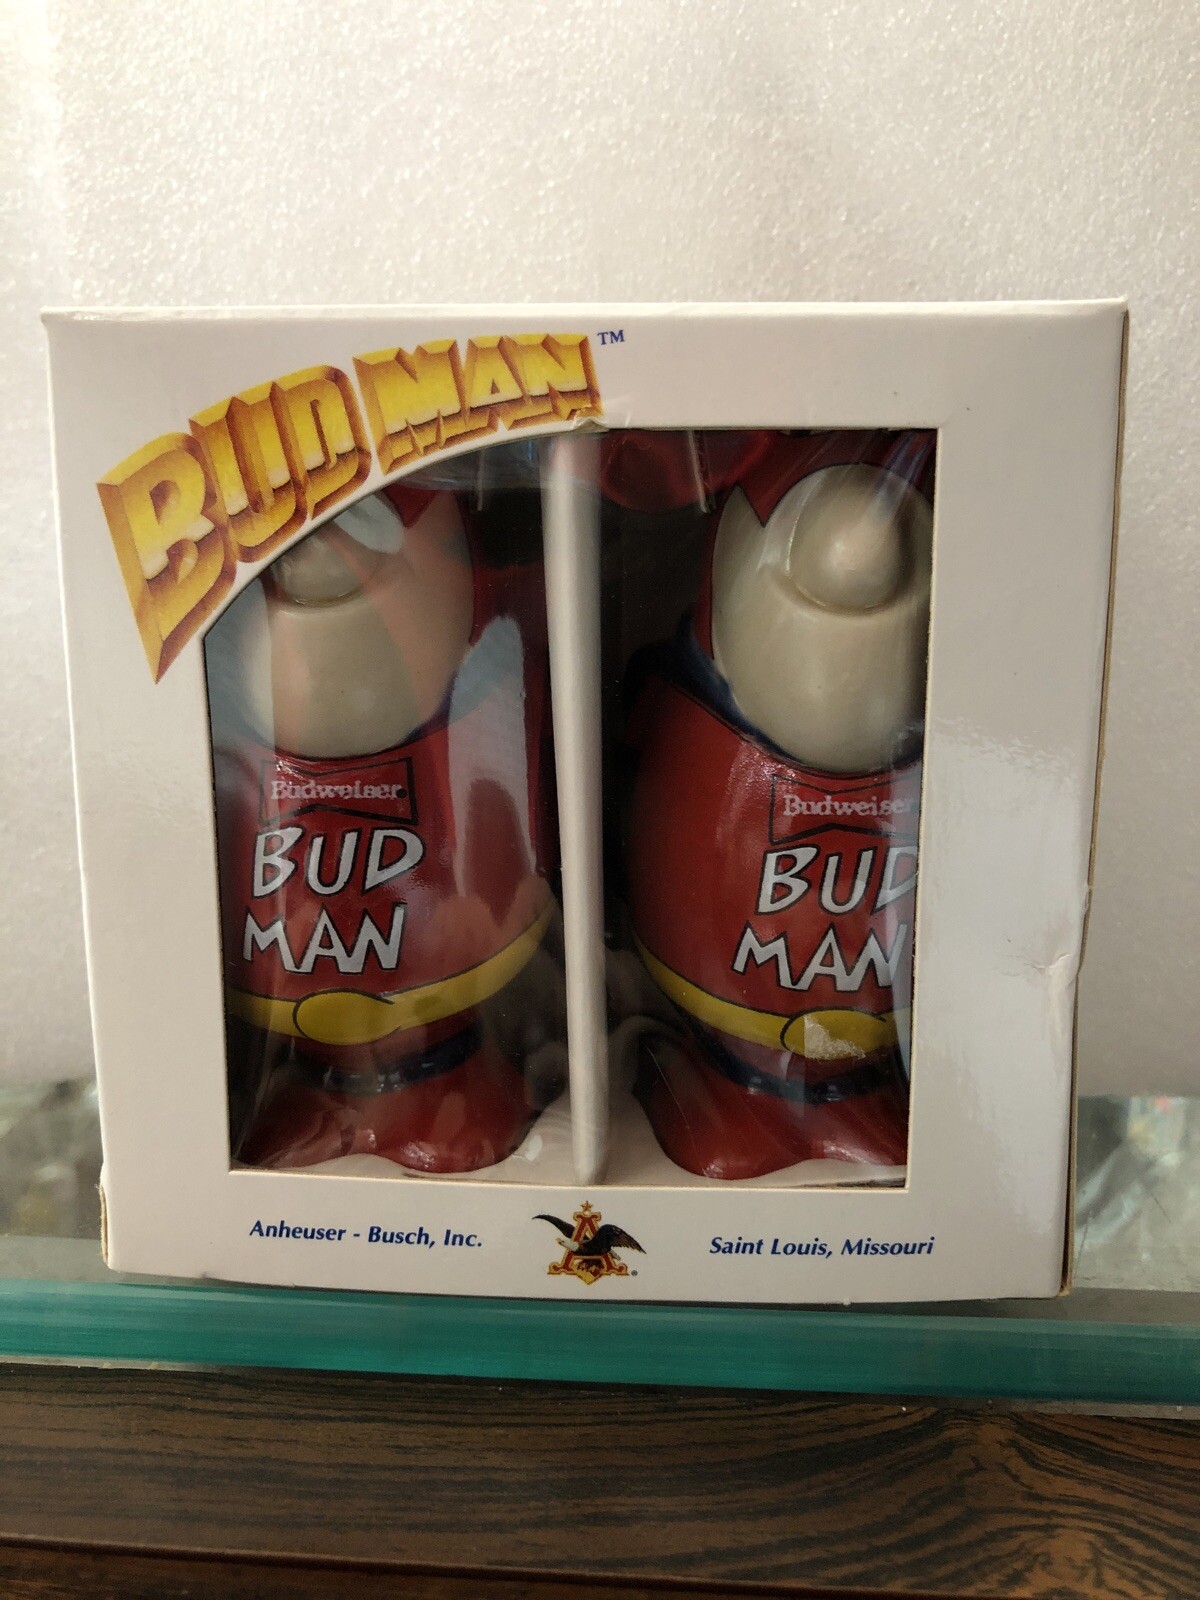 BUD MAN™
Budweiser
BUD
MAN
Budweiser
BUD
MAN
Anheuser - Busch, Inc.
A
Saint Louis, Missouri